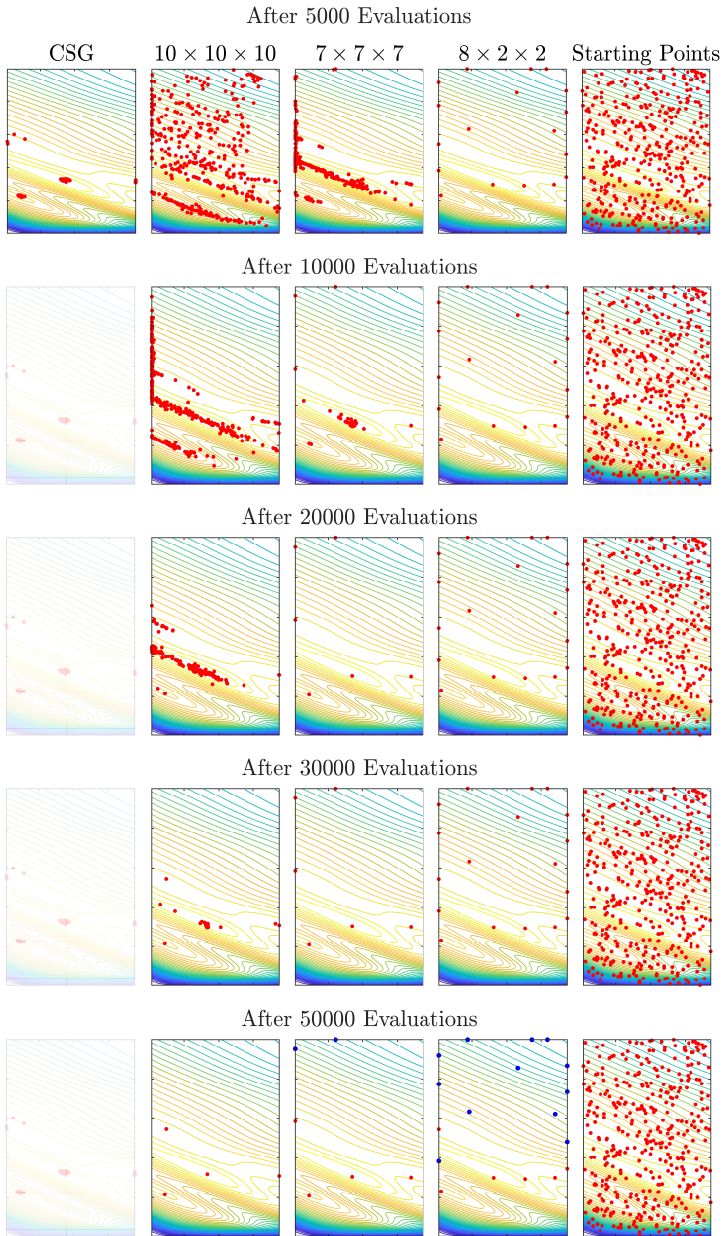 After 5000 Evaluations
CSG 10 × 10 × 10 7 × 7 × 7 8 × 2 × 2 Starting Points
After 10000 Evaluations
After 20000 Evaluations
After 30000 Evaluations
After 50000 Evaluations